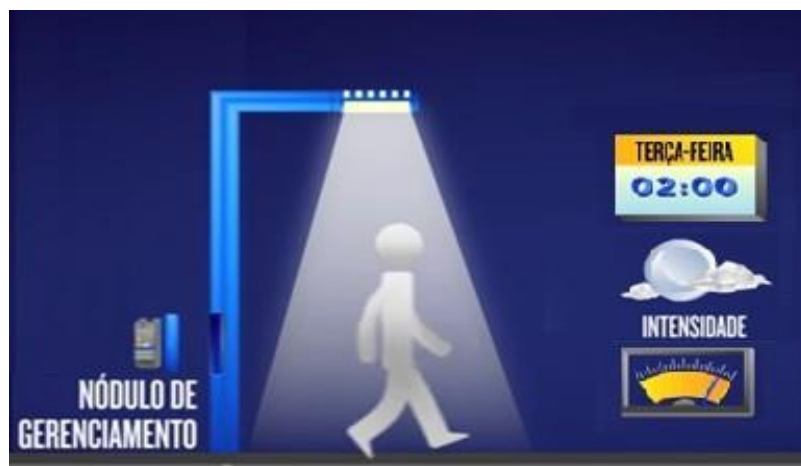 TERÇA-FEIRA
02:00
INTENSIDADE
NÓDULO DE
GERENCIAMENTO